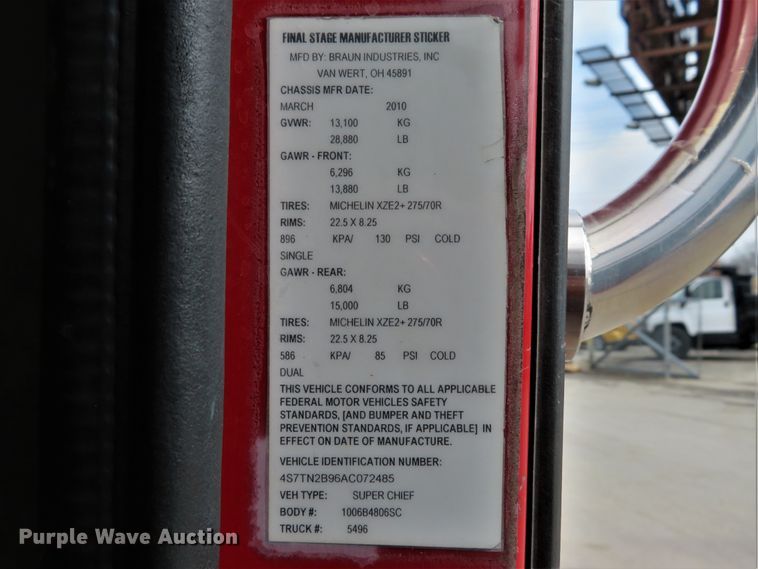 FINAL STAGE MANUFACTURER STICKER
MFD BY: BRAUN INDUSTRIES, INC
VAN WERT, OH 45891
CHASSIS MFR DATE:
MARCH 2010
GVWR: 13,100 KG
28,880 LB
GAWR - FRONT:
6,296 KG
13,880 LB
TIRES: MICHELIN XZE2+ 275/70R
RIMS: 22.5 X 8.25
896 KPA/ 130 PSI COLD
SINGLE
GAWR - REAR:
6,804 KG
15,000 LB
TIRES: MICHELIN XZE2+ 275/70R
RIMS: 22.5 X 8.25
586 KPA/ 85 PSI COLD
DUAL
THIS VEHICLE CONFORMS TO ALL APPLICABLE
FEDERAL MOTOR VEHICLES SAFETY
STANDARDS, [AND BUMPER AND THEFT
PREVENTION STANDARDS, IF APPLICABLE] IN
EFFECT ON DATE OF MANUFACTURE.
VEHICLE IDENTIFICATION NUMBER:
4S7TN2B96AC072485
VEH TYPE: SUPER CHIEF
BODY #: 1006B4806SC
TRUCK #: 5496
Purple Wave Auction